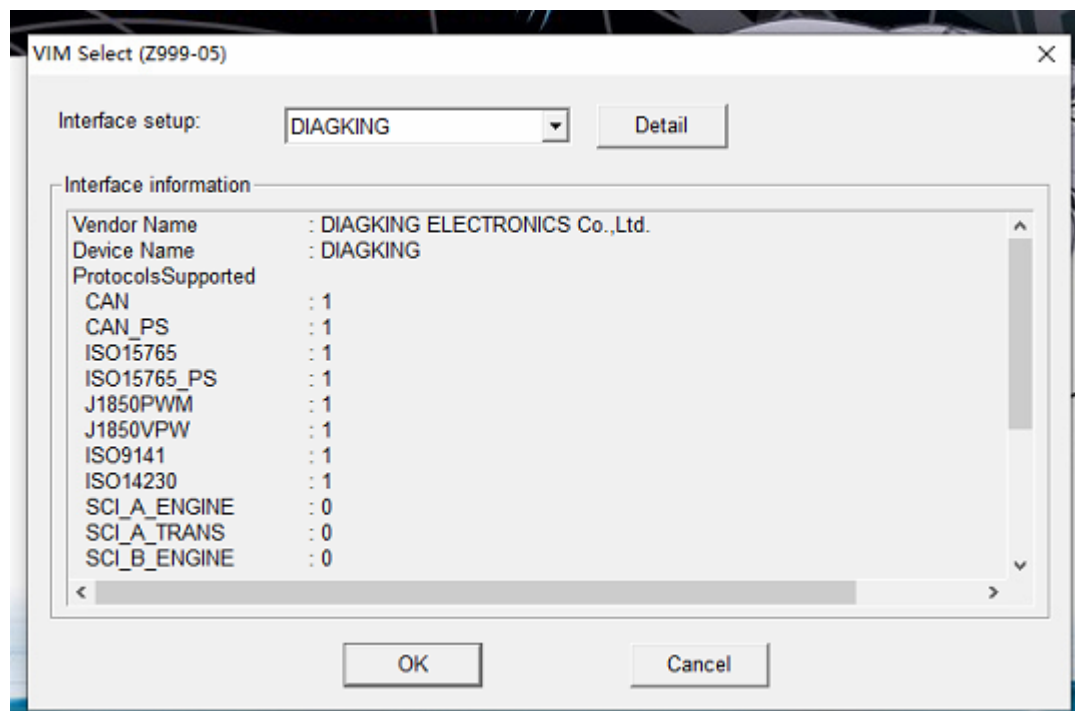 VIM Select (Z999-05)
Interface setup: DIAGKING Detail
Interface information
Vendor Name : DIAGKING ELECTRONICS Co.,Ltd.
Device Name : DIAGKING
ProtocolsSupported
CAN : 1
CAN_PS : 1
ISO15765 : 1
ISO15765_PS : 1
J1850PWM : 1
J1850VPW : 1
ISO9141 : 1
ISO14230 : 1
SCI_A_ENGINE : 0
SCI_A_TRANS : 0
SCI_B_ENGINE : 0
OK Cancel